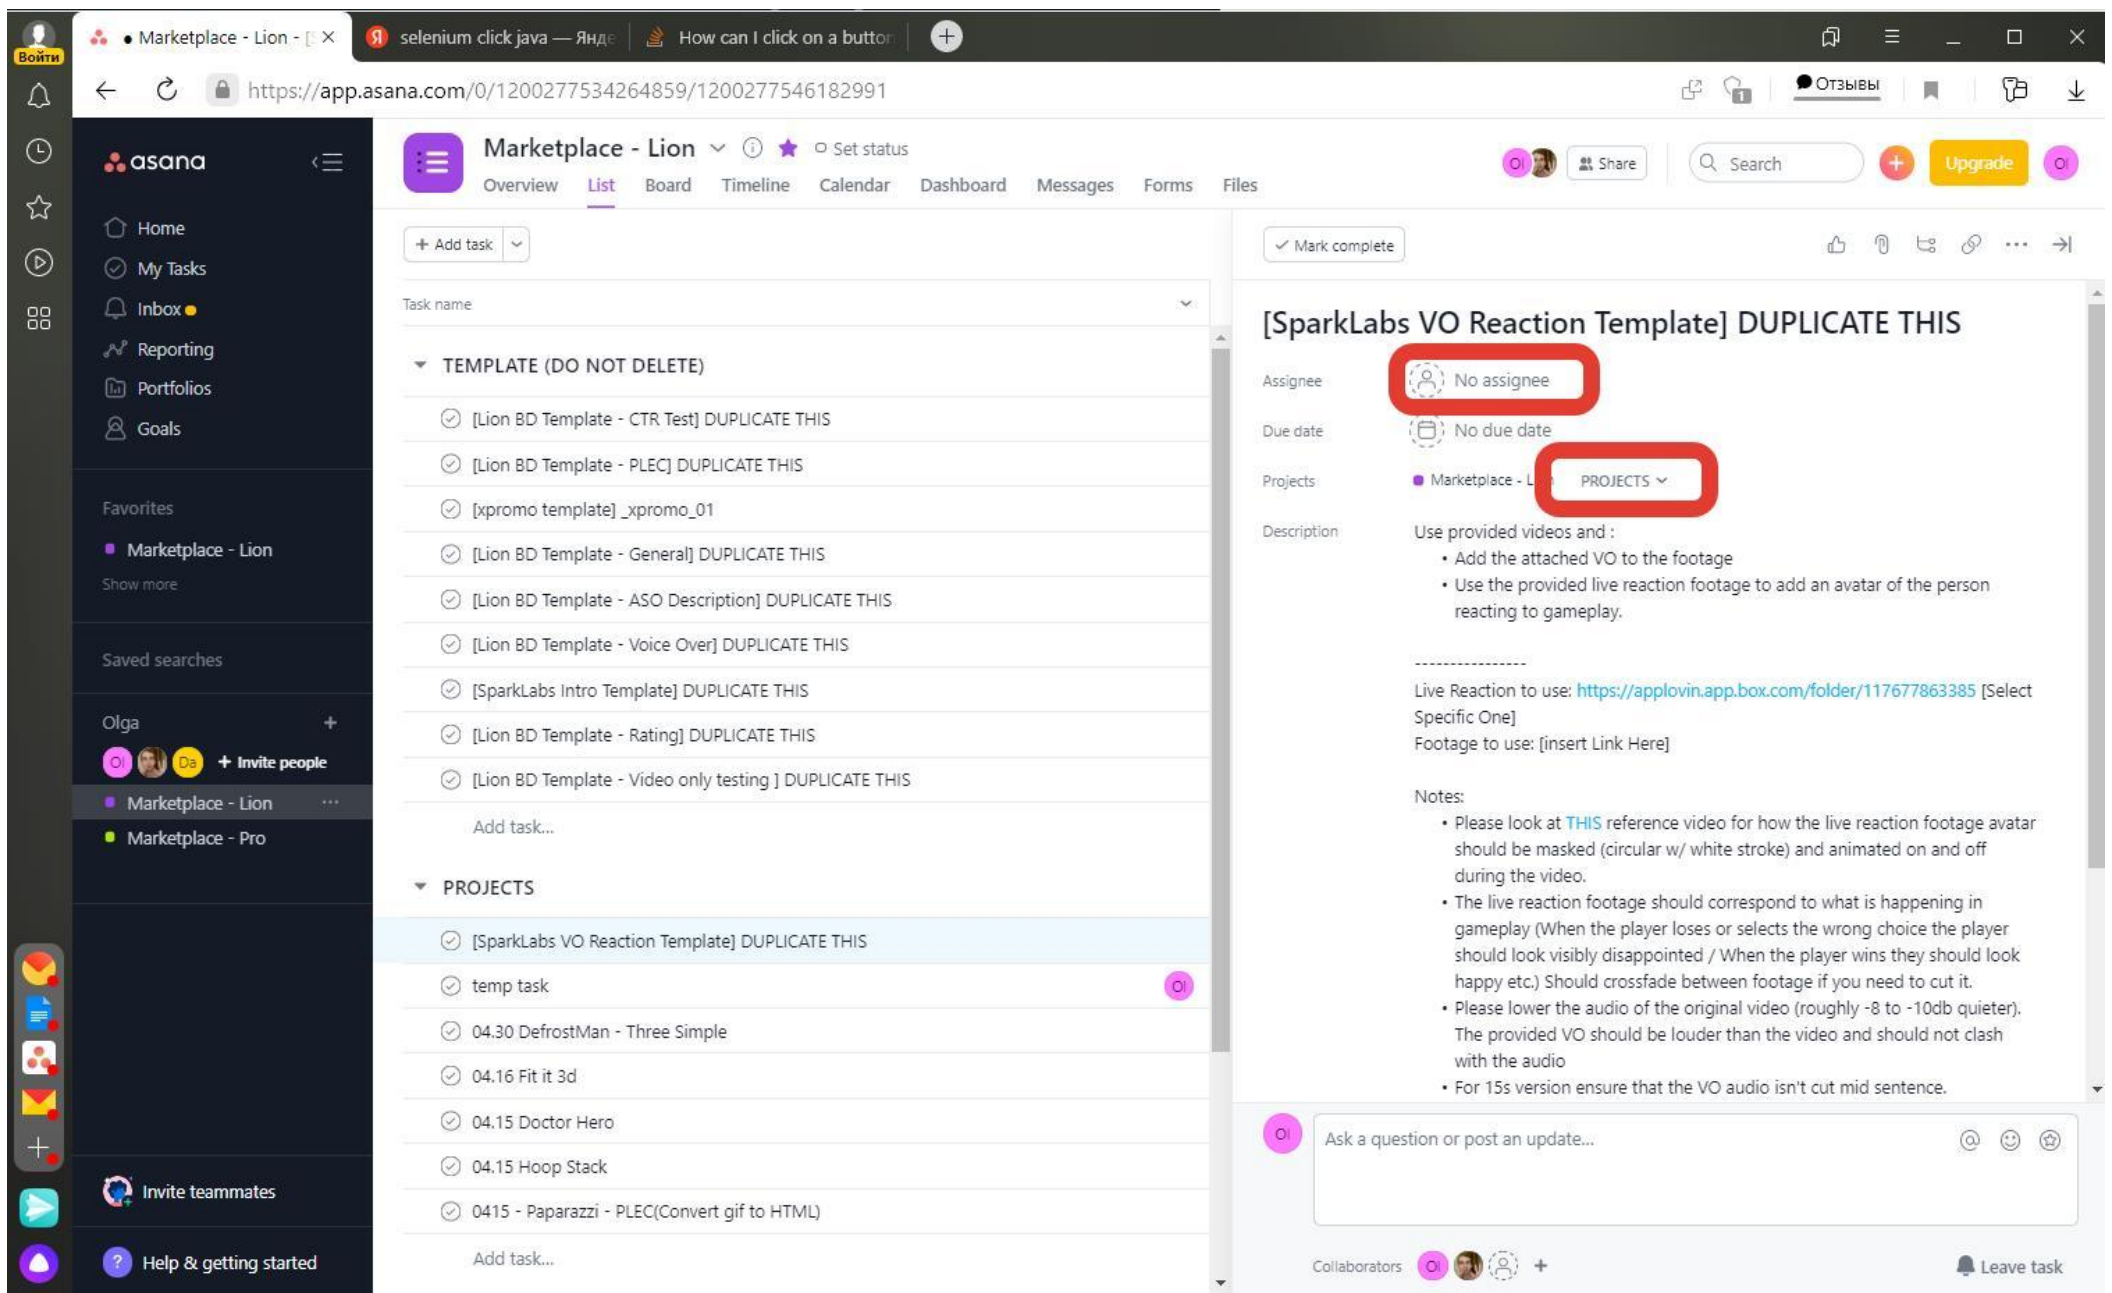 Войти
Marketplace - Lion - [S
selenium click java — Янде
How can I click on a button
https://app.asana.com/0/1200277534264859/1200277546182991
1
Отзывы
asana
Home
My Tasks
Inbox
Reporting
Portfolios
Goals
Favorites
Marketplace - Lion
Show more
Saved searches
Olga
Ol
Da
+ Invite people
Marketplace - Lion
Marketplace - Pro
Invite teammates
? Help & getting started
Marketplace - Lion
Set status
Overview List Board Timeline Calendar Dashboard Messages Forms Files
Ol
Share
Search
Upgrade
Ol
+ Add task
Task name
TEMPLATE (DO NOT DELETE)
[Lion BD Template - CTR Test] DUPLICATE THIS
[Lion BD Template - PLEC] DUPLICATE THIS
[xpromo template] _xpromo_01
[Lion BD Template - General] DUPLICATE THIS
[Lion BD Template - ASO Description] DUPLICATE THIS
[Lion BD Template - Voice Over] DUPLICATE THIS
[SparkLabs Intro Template] DUPLICATE THIS
[Lion BD Template - Rating] DUPLICATE THIS
[Lion BD Template - Video only testing ] DUPLICATE THIS
Add task...
PROJECTS
[SparkLabs VO Reaction Template] DUPLICATE THIS
temp task
Ol
04.30 DefrostMan - Three Simple
04.16 Fit it 3d
04.15 Doctor Hero
04.15 Hoop Stack
0415 - Paparazzi - PLEC(Convert gif to HTML)
Add task...
Mark complete
[SparkLabs VO Reaction Template] DUPLICATE THIS
Assignee No assignee
Due date No due date
Projects Marketplace - L PROJECTS
Description Use provided videos and :
• Add the attached VO to the footage
• Use the provided live reaction footage to add an avatar of the person
reacting to gameplay.
----------------
Live Reaction to use: https://applovin.app.box.com/folder/117677863385 [Select
Specific One]
Footage to use: [insert Link Here]
Notes:
• Please look at THIS reference video for how the live reaction footage avatar
should be masked (circular w/ white stroke) and animated on and off
during the video.
• The live reaction footage should correspond to what is happening in
gameplay (When the player loses or selects the wrong choice the player
should look visibly disappointed / When the player wins they should look
happy etc.) Should crossfade between footage if you need to cut it.
• Please lower the audio of the original video (roughly -8 to -10db quieter).
The provided VO should be louder than the video and should not clash
with the audio
• For 15s version ensure that the VO audio isn't cut mid sentence.
Ol
Ask a question or post an update...
Collaborators
Ol
Leave task